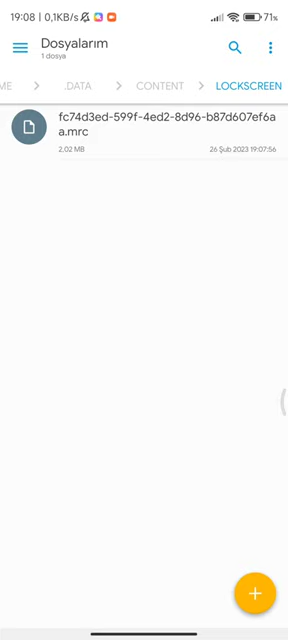 19:08 | 0,1KB/s
71%
Dosyalarım
1 dosya
ME > .DATA > CONTENT > LOCKSCREEN
fc74d3ed-599f-4ed2-8d96-b87d607ef6a
a.mrc
2,02 MB 26 Şub 2023 19:07:56